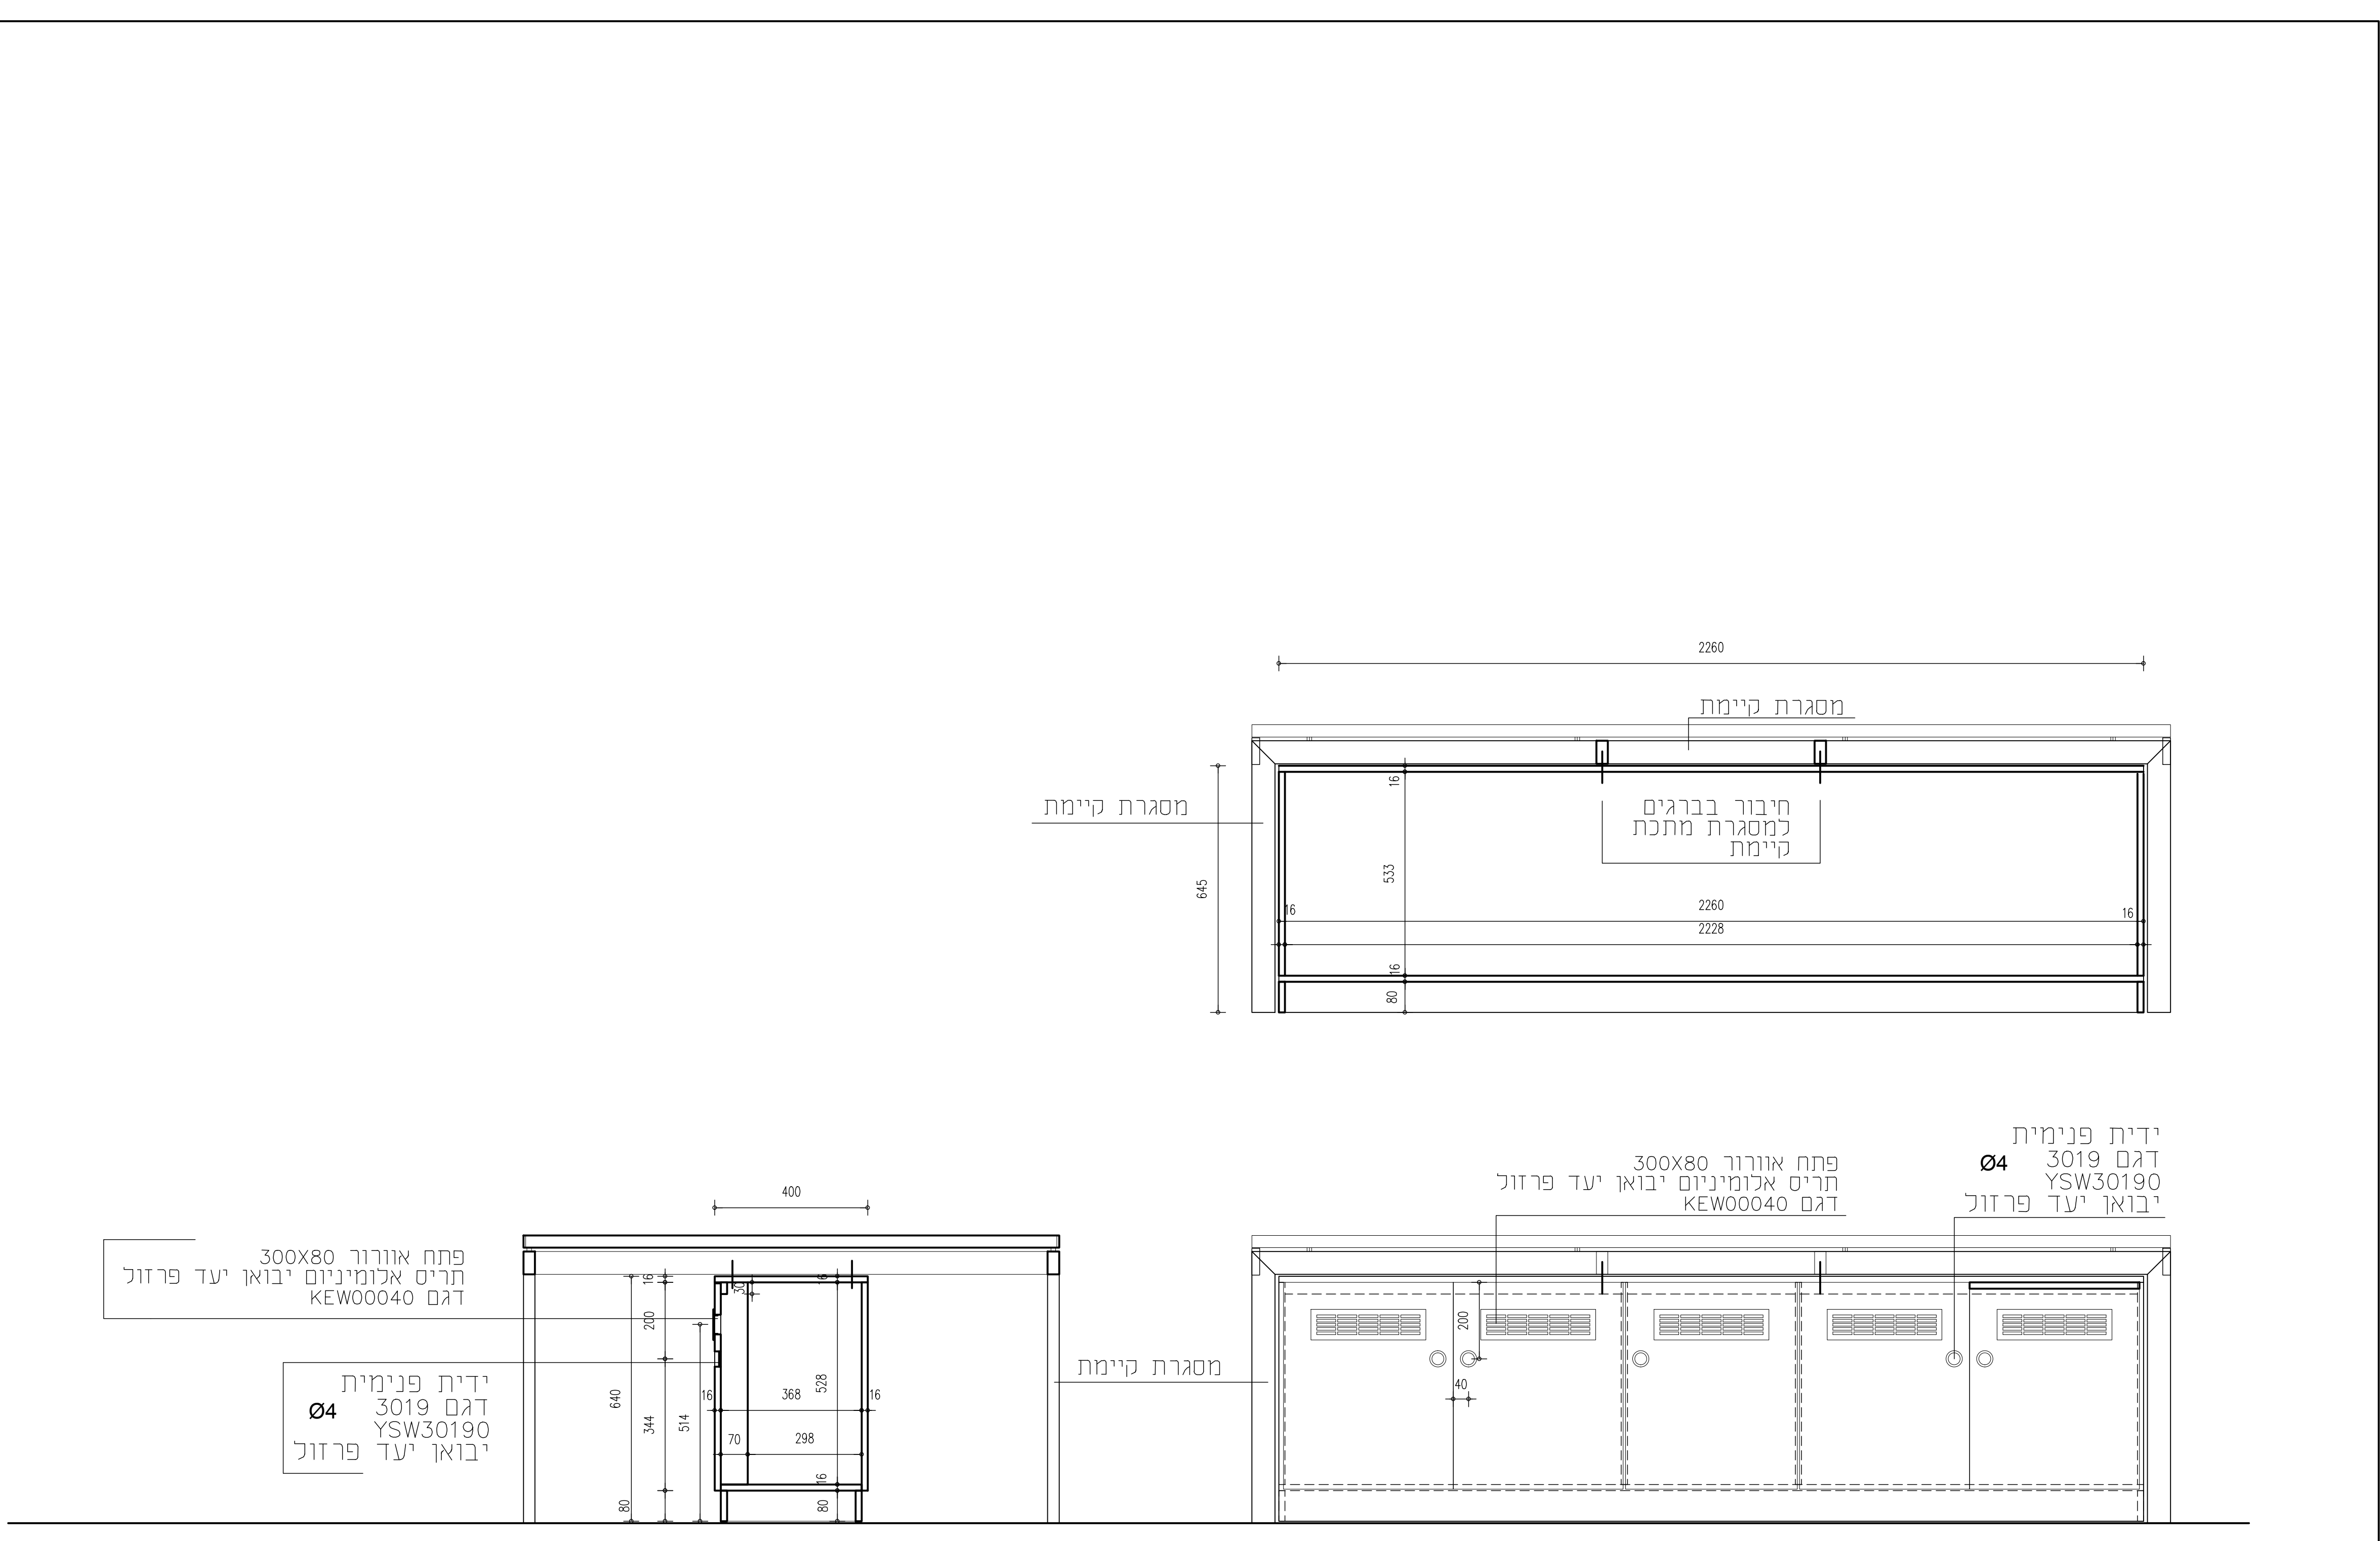 2260
מסגרת קיימת
מסגרת קיימת
חיבור בברגים
למסגרת מתכת
קיימת
16
533
645
16
2260
16
2228
16
80
ידית פנימית
דגם 3019 Ø4
YSW30190
יבואן יעד פרזול
פתח אוורור 300X80
תריס אלומיניום יבואן יעד פרזול
דגם KEW00040
400
פתח אוורור 300X80
תריס אלומיניום יבואן יעד פרזול
דגם KEW00040
16
30
16
200
200
מסגרת קיימת
ידית פנימית
דגם 3019 Ø4
YSW30190
יבואן יעד פרזול
640
344
514
16
368
528
16
40
70
298
16
80
80